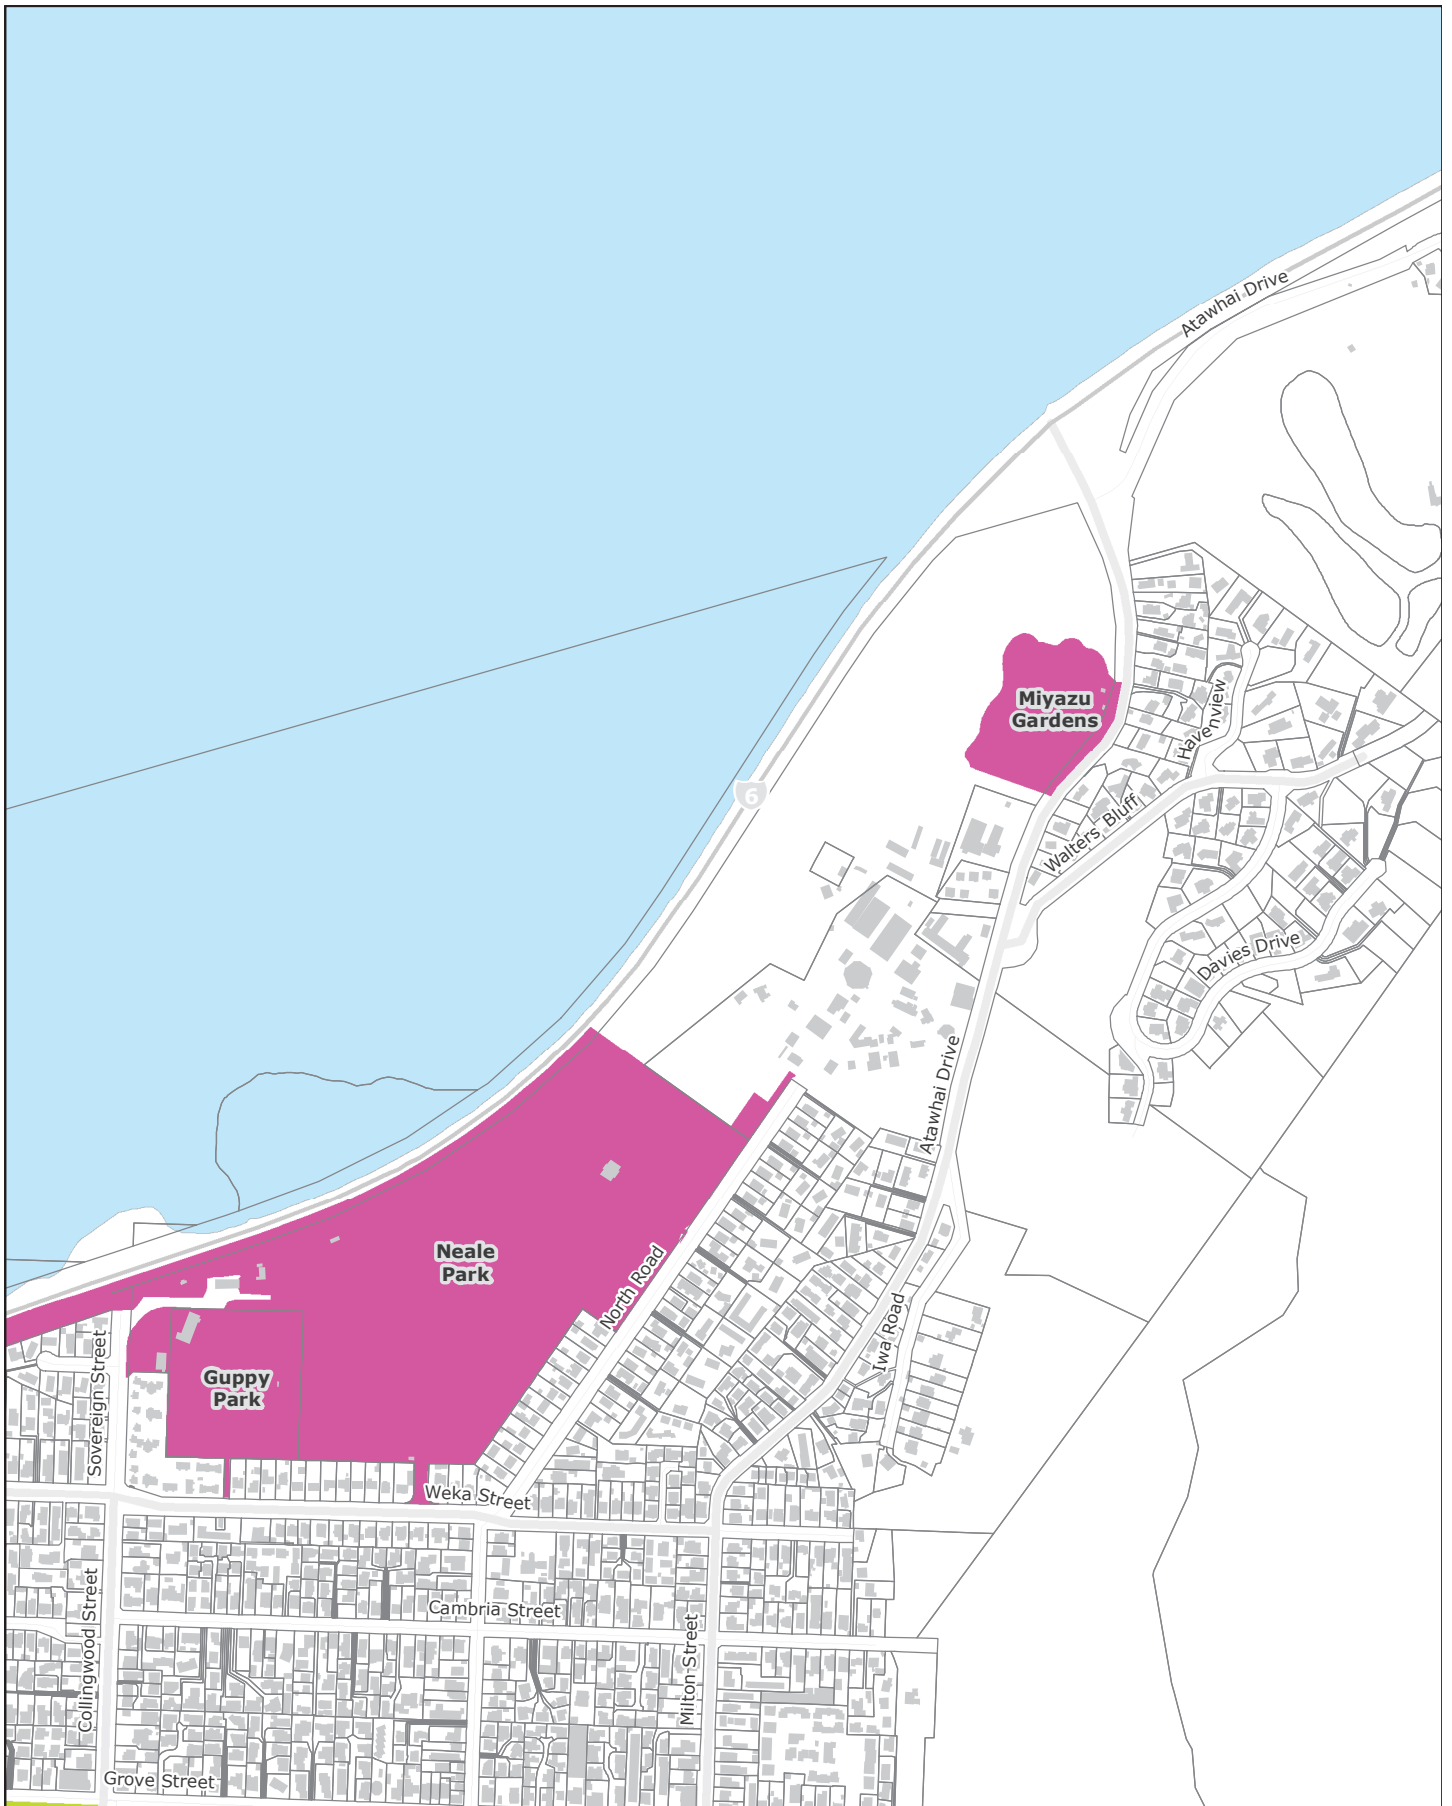 Atawhai Drive
Miyazu
Gardens
Havenview
6
Walters Bluff
Davies Drive
Atawhai Drive
Neale
Park
North Road
Iwa Road
Guppy
Park
Sovereign Street
Weka Street
Cambria Street
Collingwood Street
Milton Street
Grove Street